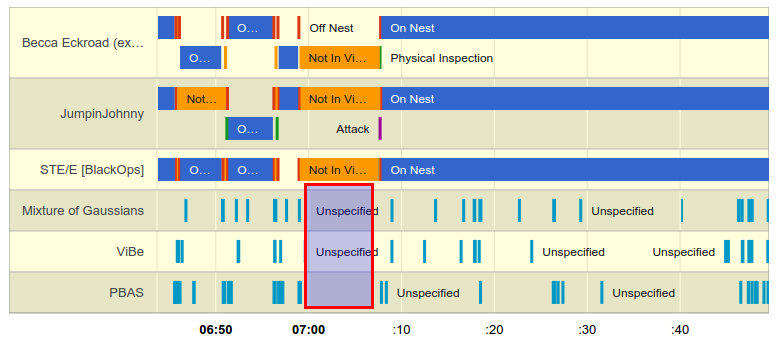 Becca Eckroad (ex…
O…
Off Nest
On Nest
O…
Not In Vi…
Physical Inspection
JumpinJohnny
Not…
Not In Vi…
On Nest
O…
Attack
STE/E [BlackOps]
O…
O…
Not In Vi…
On Nest
Mixture of Gaussians
Unspecified
Unspecified
ViBe
Unspecified
Unspecified
Unspecified
PBAS
Unspecified
Unspecified
06:50
07:00
:10
:20
:30
:40